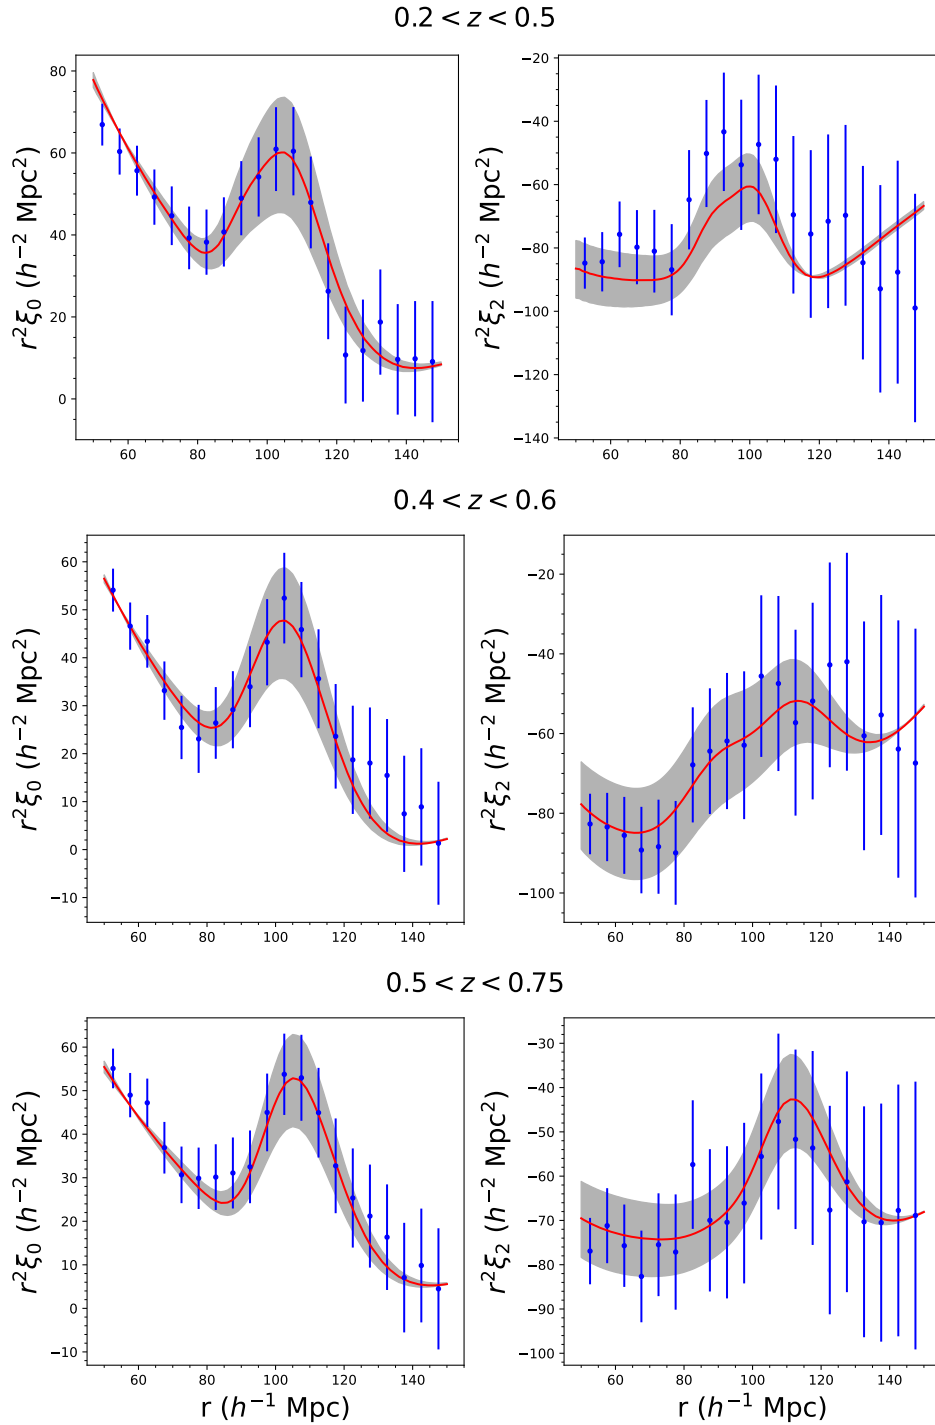 0.2 < z < 0.5
r²ξ₀ (h⁻² Mpc²)
80
60
40
20
0
60 80 100 120 140
r²ξ₂ (h⁻² Mpc²)
−20
−40
−60
−80
−100
−120
−140
60 80 100 120 140
0.4 < z < 0.6
r²ξ₀ (h⁻² Mpc²)
60
50
40
30
20
10
0
−10
60 80 100 120 140
r²ξ₂ (h⁻² Mpc²)
−20
−40
−60
−80
−100
60 80 100 120 140
0.5 < z < 0.75
r²ξ₀ (h⁻² Mpc²)
60
50
40
30
20
10
0
−10
60 80 100 120 140
r (h⁻¹ Mpc)
r²ξ₂ (h⁻² Mpc²)
−30
−40
−50
−60
−70
−80
−90
−100
60 80 100 120 140
r (h⁻¹ Mpc)